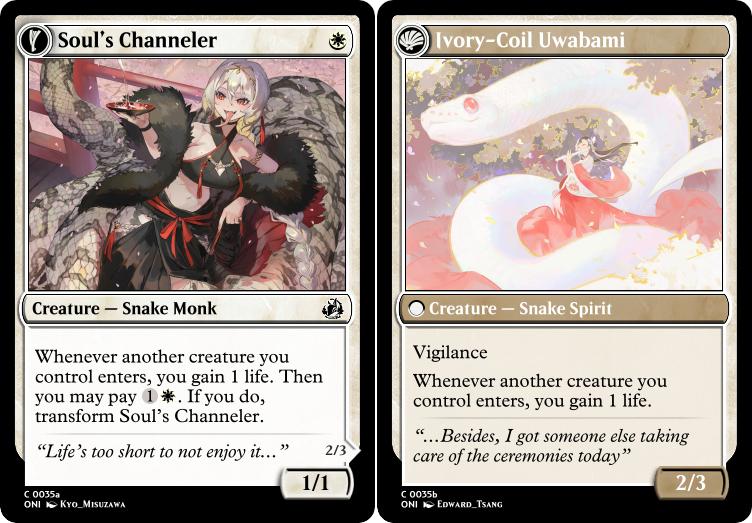 Soul's Channeler
Creature — Snake Monk
Whenever another creature you
control enters, you gain 1 life. Then
you may pay 1. If you do,
transform Soul's Channeler.
“Life's too short to not enjoy it…”
2/3
1/1
C 0035a
ONI Kyo_Misuzawa
Ivory-Coil Uwabami
Creature — Snake Spirit
Vigilance
Whenever another creature you
control enters, you gain 1 life.
“…Besides, I got someone else taking
care of the ceremonies today”
2/3
C 0035b
ONI Edward_Tsang